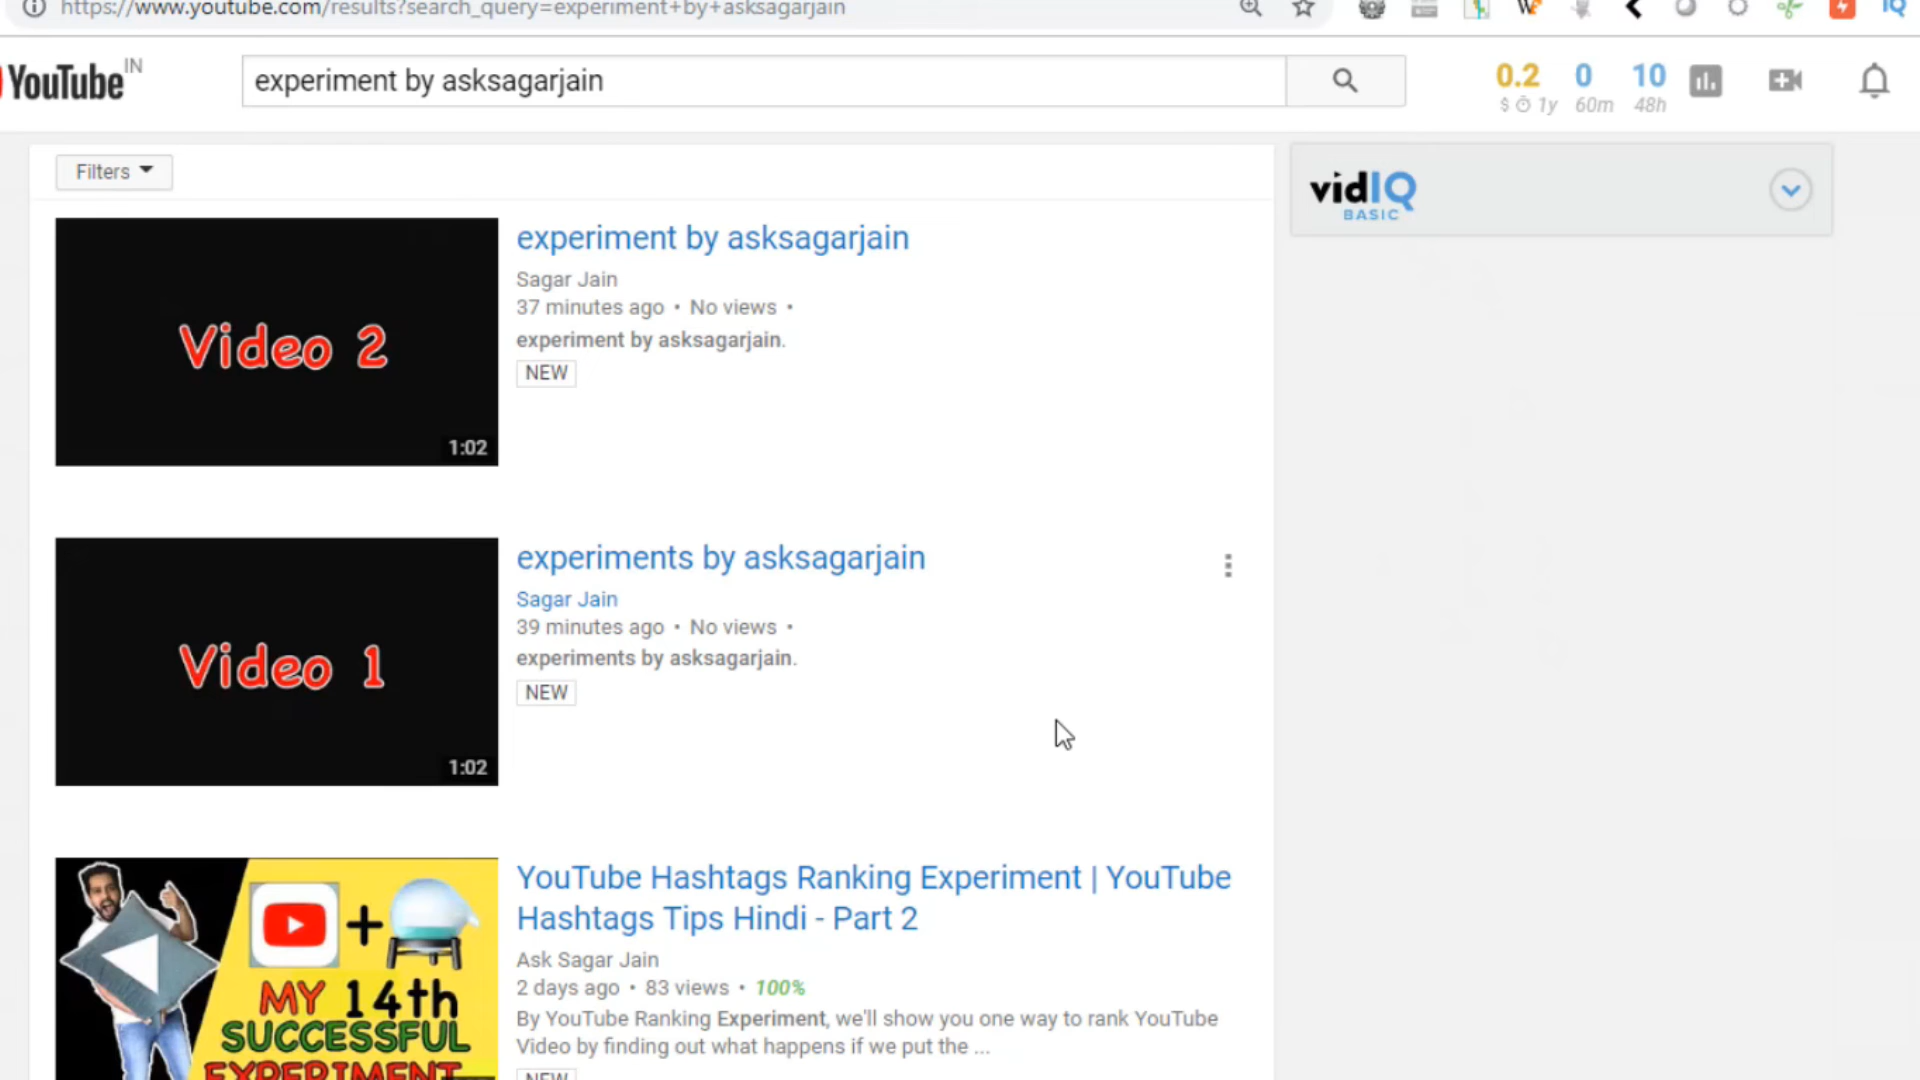 https://www.youtube.com/results?search_query=experiment+by+asksagarjain
YouTube IN
experiment by asksagarjain
0.2 0 10
$ 1y 60m 48h
Filters
vidIQ
BASIC
Video 2
1:02
experiment by asksagarjain
Sagar Jain
37 minutes ago • No views •
experiment by asksagarjain.
NEW
Video 1
1:02
experiments by asksagarjain
Sagar Jain
39 minutes ago • No views •
experiments by asksagarjain.
NEW
MY 14th
SUCCESSFUL
EXPERIMENT
YouTube Hashtags Ranking Experiment | YouTube
Hashtags Tips Hindi - Part 2
Ask Sagar Jain
2 days ago • 83 views • 100%
By YouTube Ranking Experiment, we'll show you one way to rank YouTube
Video by finding out what happens if we put the ...
NEW